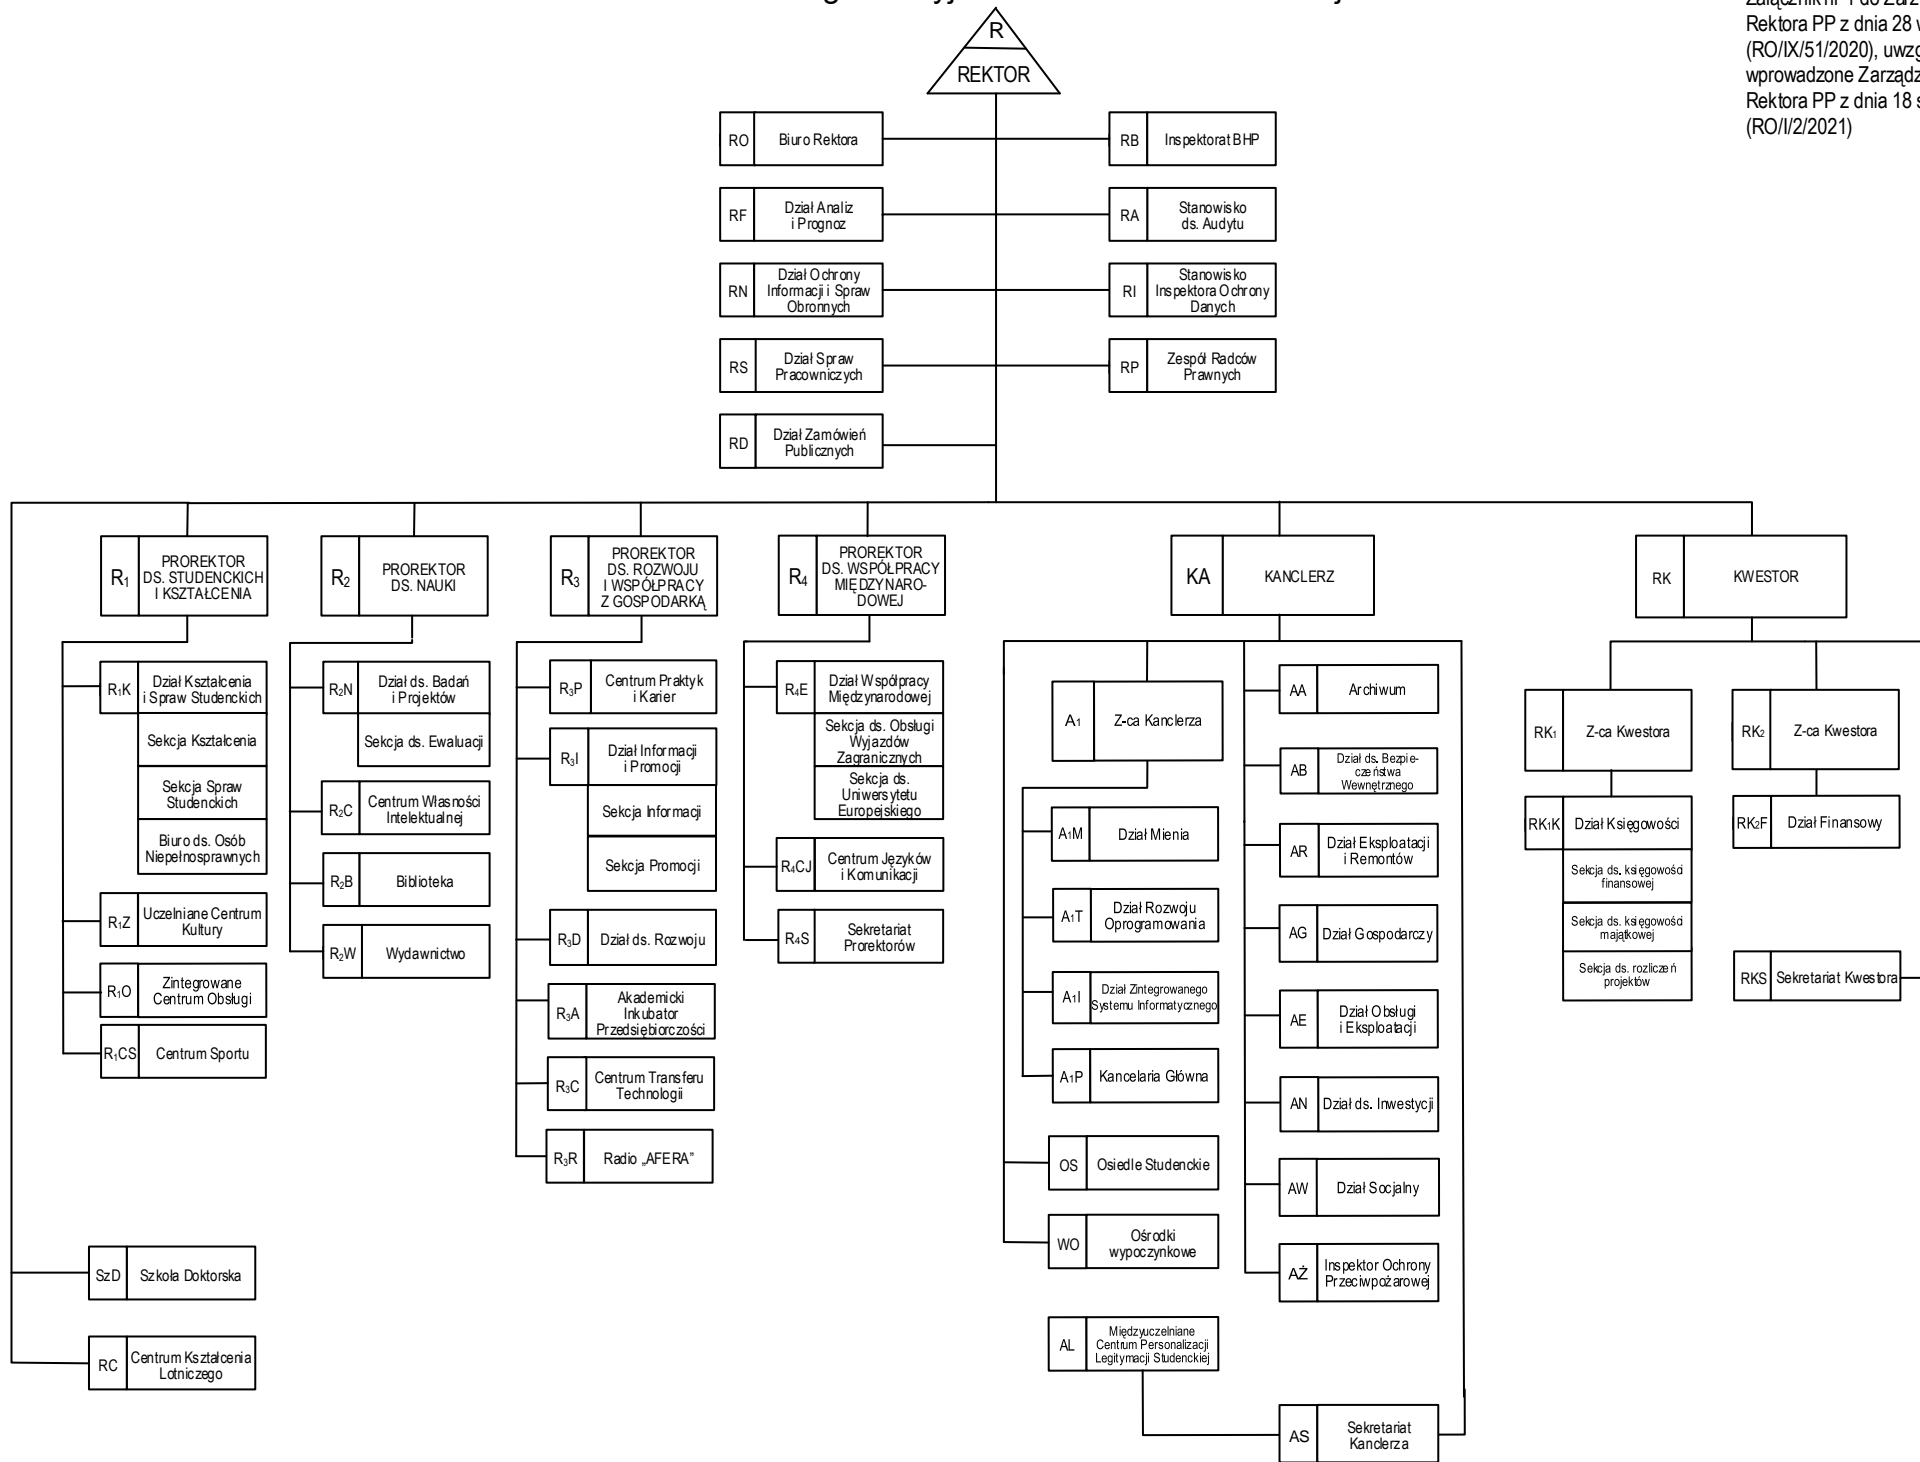 Rektora PP z dnia 28
(RO/IX/51/2020),
wprowadzone
Rektora PP z dnia 18
(RO/I/2/2021)
R
REKTOR
RO
Biuro Rektora
RB
Inspektorat BHP
RF
Dział Analiz
i Prognoz
RA
Stanowisko
ds. Audytu
RN
Dział Ochrony
Informacji i Spraw
Obronnych
RI
Stanowisko
Inspektora Ochrony
Danych
RS
Dział Spraw
Pracowniczych
RP
Zespół Radców
Prawnych
RD
Dział Zamówień
Publicznych
R1
PROREKTOR
DS. STUDENCKICH
I KSZTAŁCENIA
R2
PROREKTOR
DS. NAUKI
R3
PROREKTOR
DS. ROZWOJU
I WSPÓŁPRACY
Z GOSPODARKĄ
R4
PROREKTOR
DS. WSPÓŁPRACY
MIĘDZYNARO-
DOWEJ
KA
KANCLERZ
RK
KWESTOR
R1K
Dział Kształcenia
i Spraw Studenckich
Sekcja Kształcenia
Sekcja Spraw
Studenckich
Biuro ds. Osób
Niepełnosprawnych
R1Z
Uczelniane Centrum
Kultury
R1O
Zintegrowane
Centrum Obsługi
R1CS
Centrum Sportu
SzD
Szkoła Doktorska
RC
Centrum Kształcenia
Lotniczego
R2N
Dział ds. Badań
i Projektów
Sekcja ds. Ewaluacji
R2C
Centrum Własności
Intelektualnej
R2B
Biblioteka
R2W
Wydawnictwo
R3P
Centrum Praktyk
i Karier
R3I
Dział Informacji
i Promocji
Sekcja Informacji
Sekcja Promocji
R3D
Dział ds. Rozwoju
R3A
Akademicki
Inkubator
Przedsiębiorczości
R3C
Centrum Transferu
Technologii
R3R
Radio „AFERA”
R4E
Dział Współpracy
Międzynarodowej
Sekcja ds. Obsługi
Wyjazdów
Zagranicznych
Sekcja ds.
Uniwersytetu
Europejskiego
R4CJ
Centrum Języków
i Komunikacji
R4S
Sekretariat
Prorektorów
A1
Z-ca Kanclerza
A1M
Dział Mienia
A1T
Dział Rozwoju
Oprogramowania
A1I
Dział Zintegrowanego
Systemu Informatycznego
A1P
Kancelaria Główna
OS
Osiedle Studenckie
WO
Ośrodki
wypoczynkowe
AL
Międzyuczelniane
Centrum Personalizacji
Legitymacji Studenckiej
AA
Archiwum
AB
Dział ds. Bezpie-
czeństwa
Wewnętrznego
AR
Dział Eksploatacji
i Remontów
AG
Dział Gospodarczy
AE
Dział Obsługi
i Eksploatacji
AN
Dział ds. Inwestycji
AW
Dział Socjalny
AŻ
Inspektor Ochrony
Przeciwpożarowej
AS
Sekretariat
Kanclerza
RK1
Z-ca Kwestora
RK1K
Dział Księgowości
Sekcja ds. księgowości
finansowej
Sekcja ds. księgowości
majątkowej
Sekcja ds. rozliczeń
projektów
RK2
Z-ca Kwestora
RK2F
Dział Finansowy
RKS
Sekretariat Kwestora